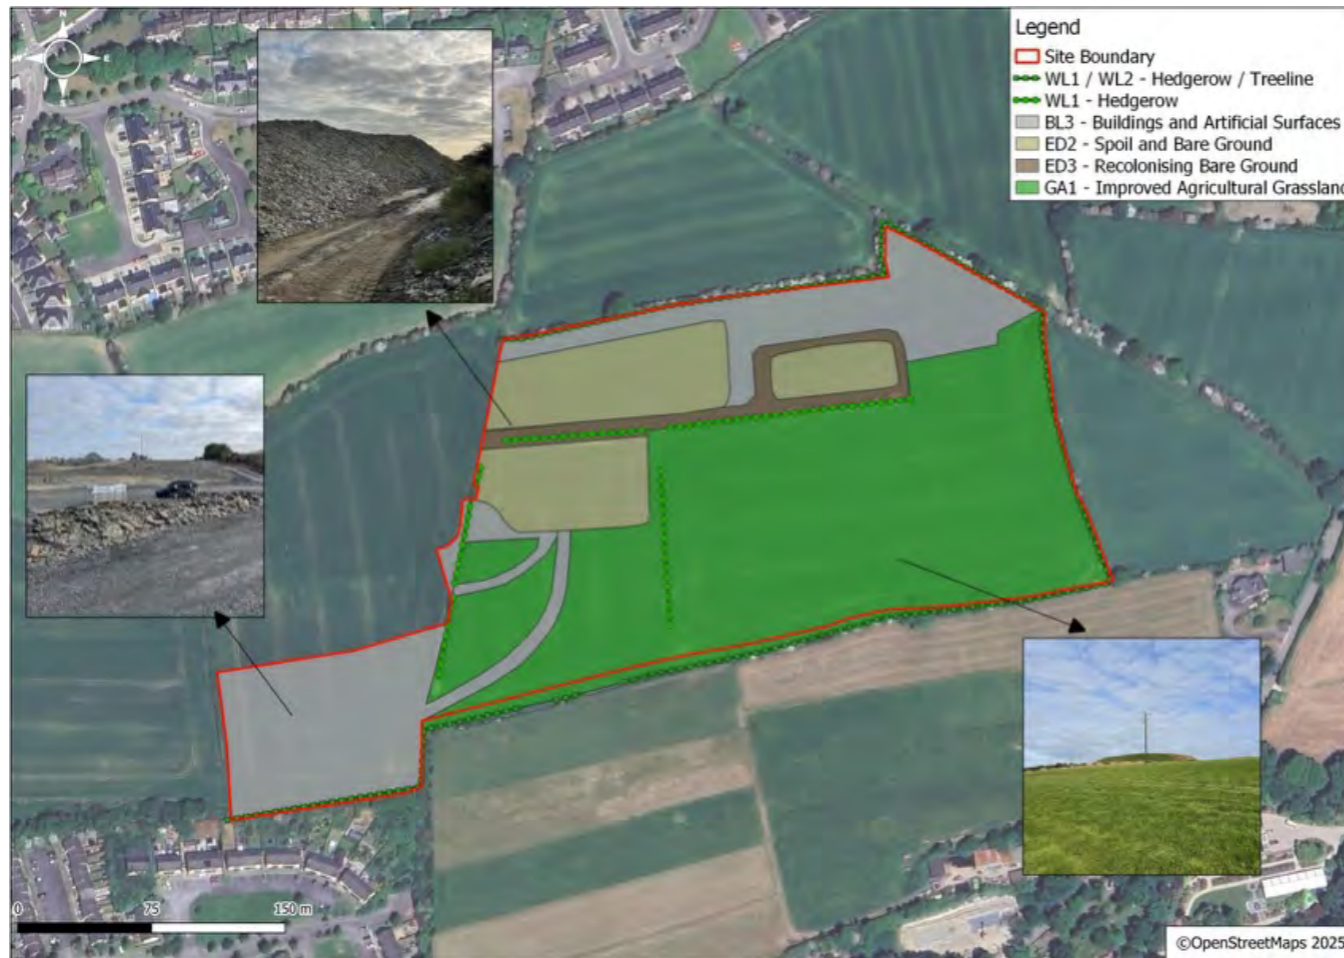 N
E
Legend
Site Boundary
WL1 / WL2 - Hedgerow / Treeline
WL1 - Hedgerow
BL3 - Buildings and Artificial Surfaces
ED2 - Spoil and Bare Ground
ED3 - Recolonising Bare Ground
GA1 - Improved Agricultural Grassland
0 75 150 m
©OpenStreetMaps 2025